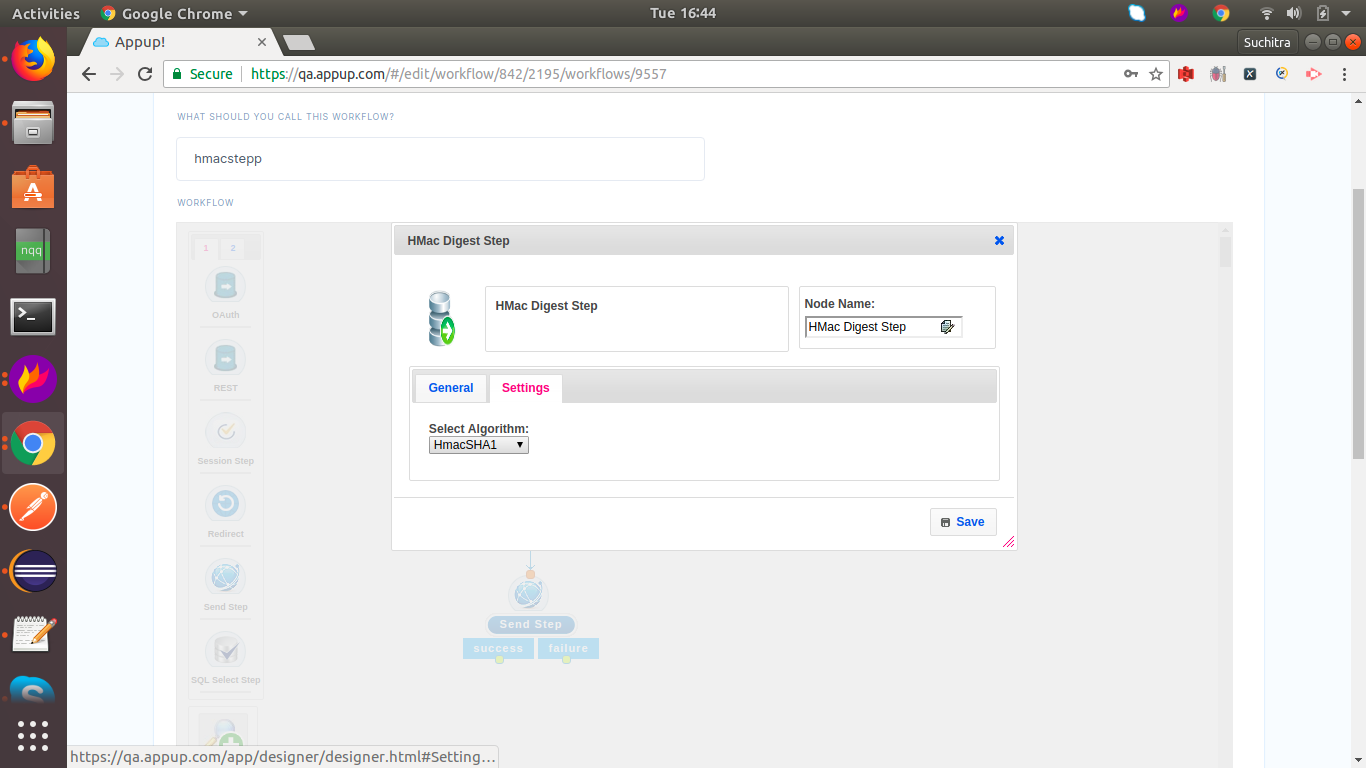 Activities Google Chrome Tue 16:44
Appup! Suchitra
Secure https://qa.appup.com/#/edit/workflow/842/2195/workflows/9557
WHAT SHOULD YOU CALL THIS WORKFLOW?
hmacstepp
WORKFLOW
1 2
OAuth
REST
Session Step
Redirect
Send Step
SQL Select Step
HMac Digest Step
HMac Digest Step
Node Name:
HMac Digest Step
General Settings
Select Algorithm:
HmacSHA1
Save
Send Step
success failure
nqq
https://qa.appup.com/app/designer/designer.html#Setting...